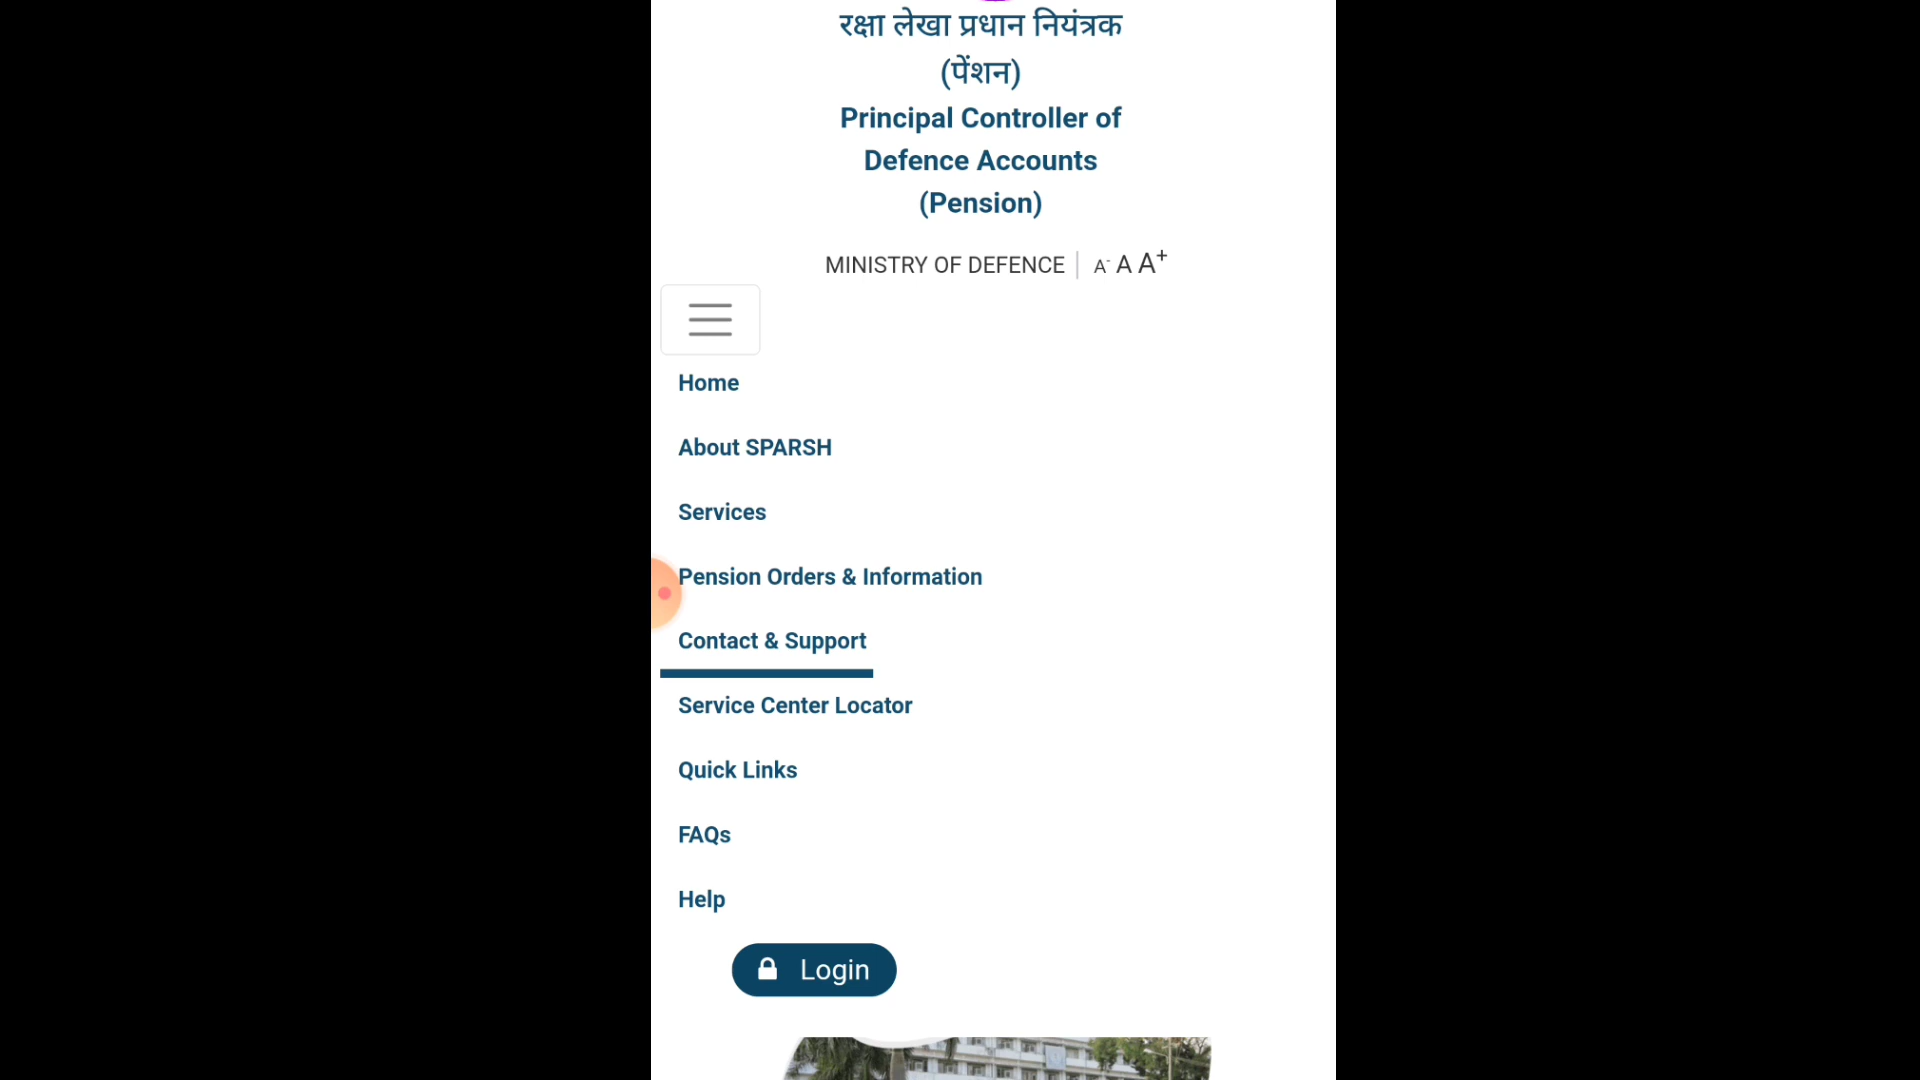 रक्षा लेखा प्रधान नियंत्रक
(पेंशन)
Principal Controller of
Defence Accounts
(Pension)
MINISTRY OF DEFENCE A- A A+
Home
About SPARSH
Services
Pension Orders & Information
Contact & Support
Service Center Locator
Quick Links
FAQs
Help
Login